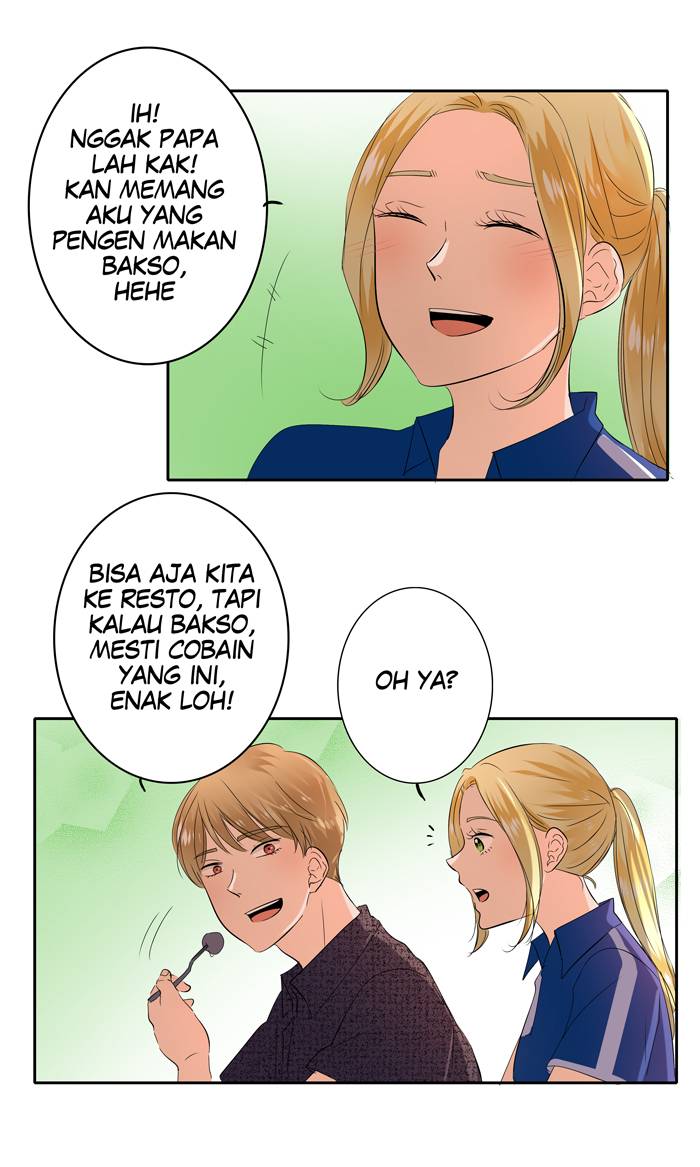 IH!
NGGAK PAPA
LAH KAK!
KAN MEMANG
AKU YANG
PENGEN MAKAN
BAKSO,
HEHE
BISA AJA KITA
KE RESTO, TAPI
KALAU BAKSO,
MESTI COBAIN
YANG INI,
ENAK LOH!
OH YA?